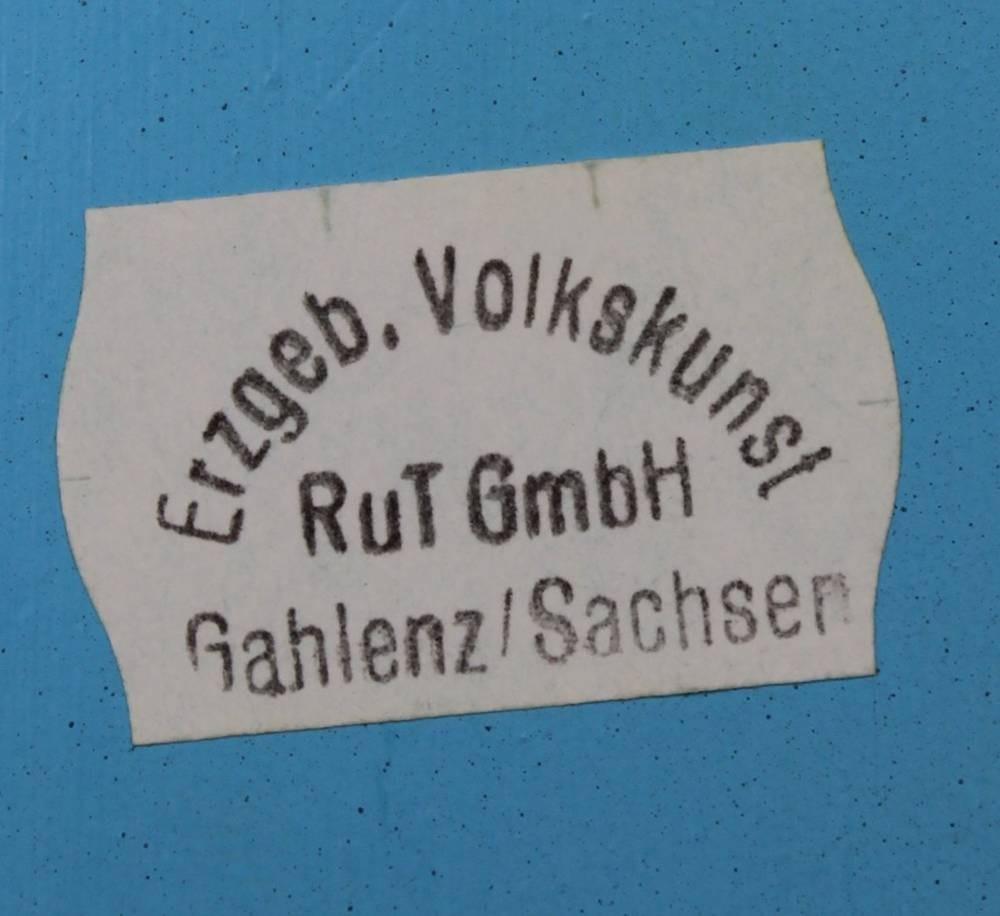 Erzgeb. Volkskunst
RuT GmbH
Gahlenz/Sachsen